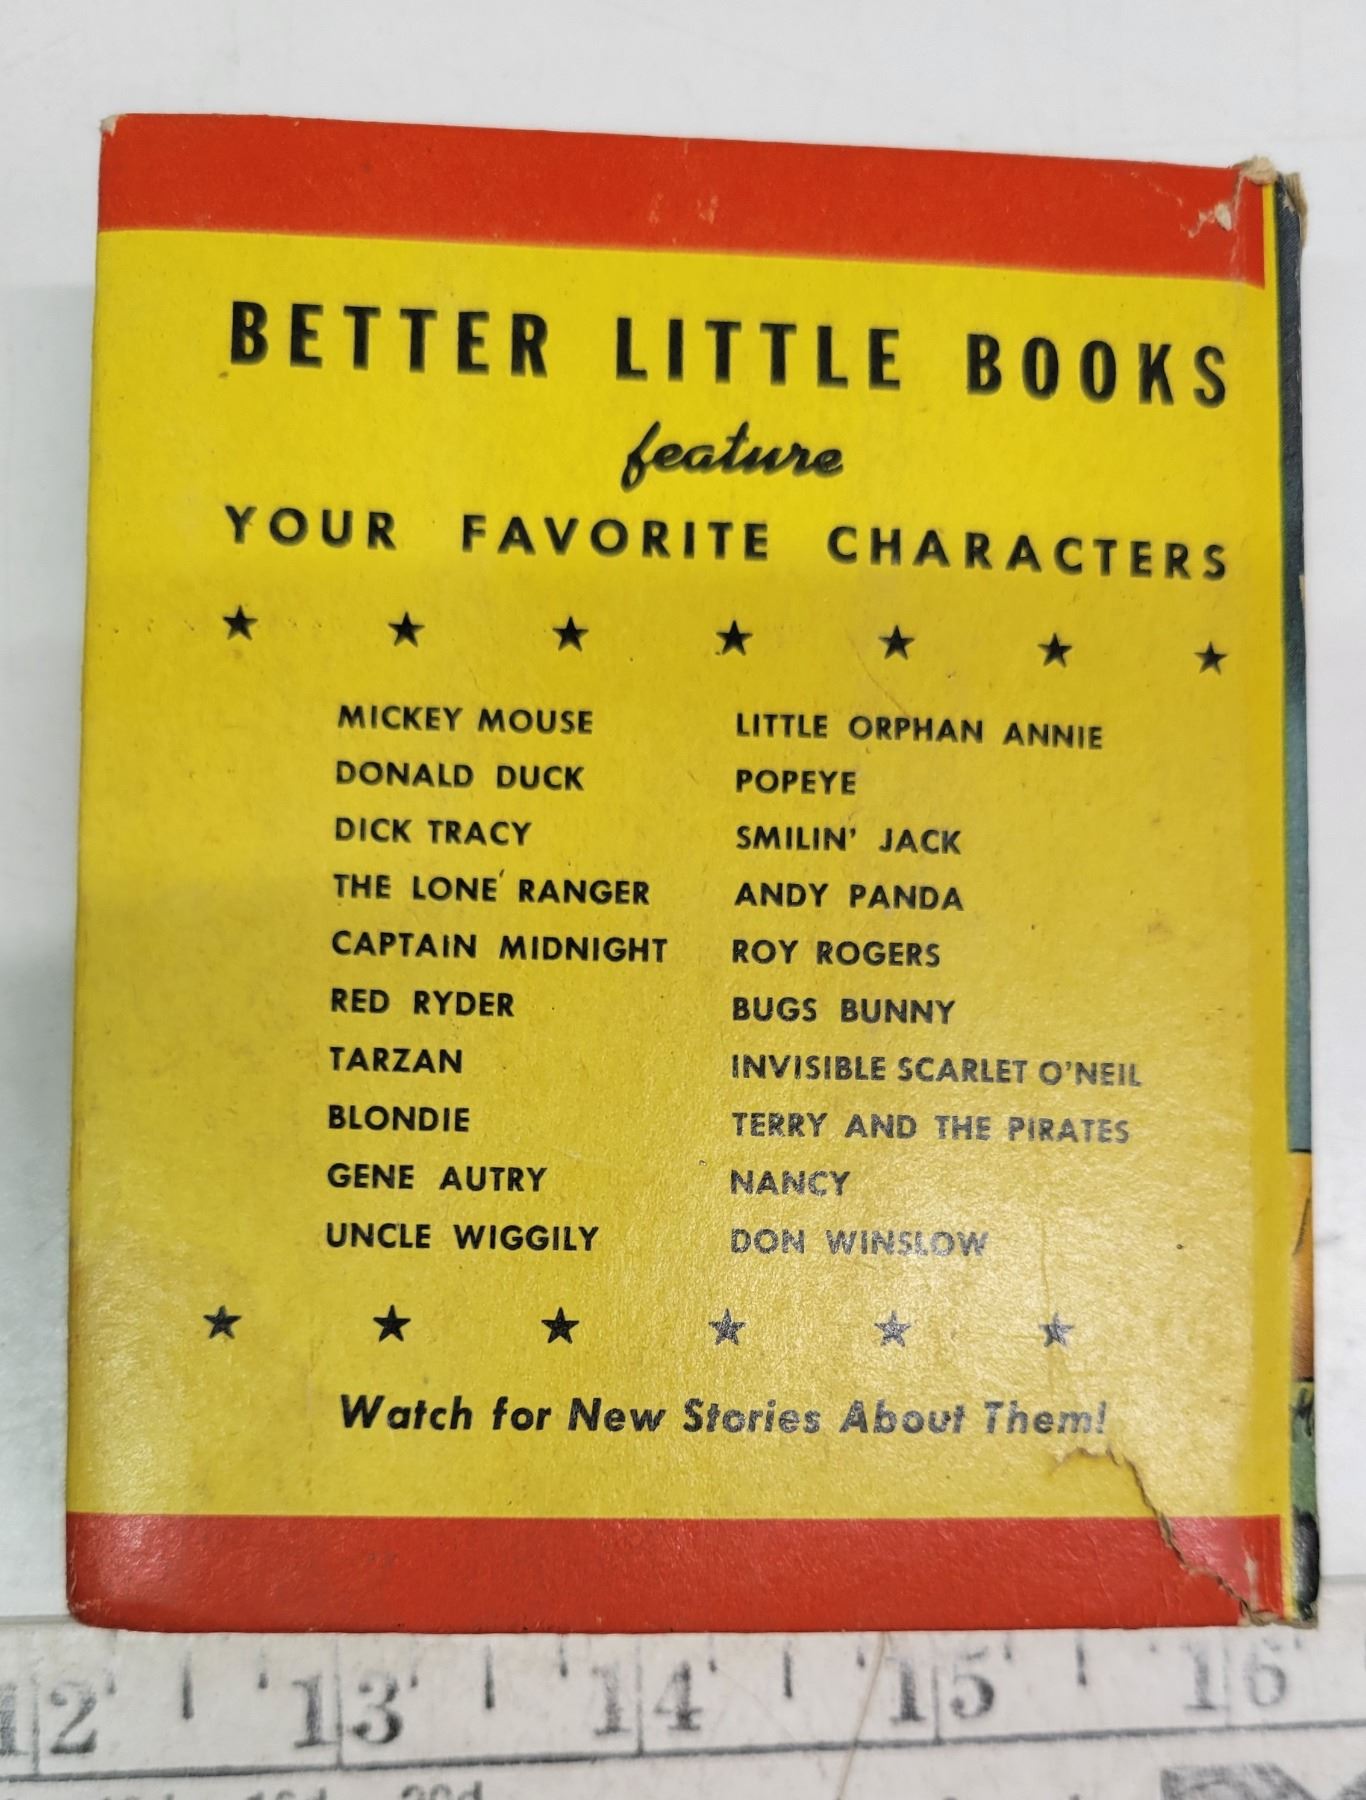 BETTER LITTLE BOOKS
feature
YOUR FAVORITE CHARACTERS
MICKEY MOUSE
DONALD DUCK
DICK TRACY
THE LONE RANGER
CAPTAIN MIDNIGHT
RED RYDER
TARZAN
BLONDIE
GENE AUTRY
UNCLE WIGGILY
LITTLE ORPHAN ANNIE
POPEYE
SMILIN' JACK
ANDY PANDA
ROY ROGERS
BUGS BUNNY
INVISIBLE SCARLET O'NEIL
TERRY AND THE PIRATES
NANCY
DON WINSLOW
Watch for New Stories About Them!
12 13 14 15 16